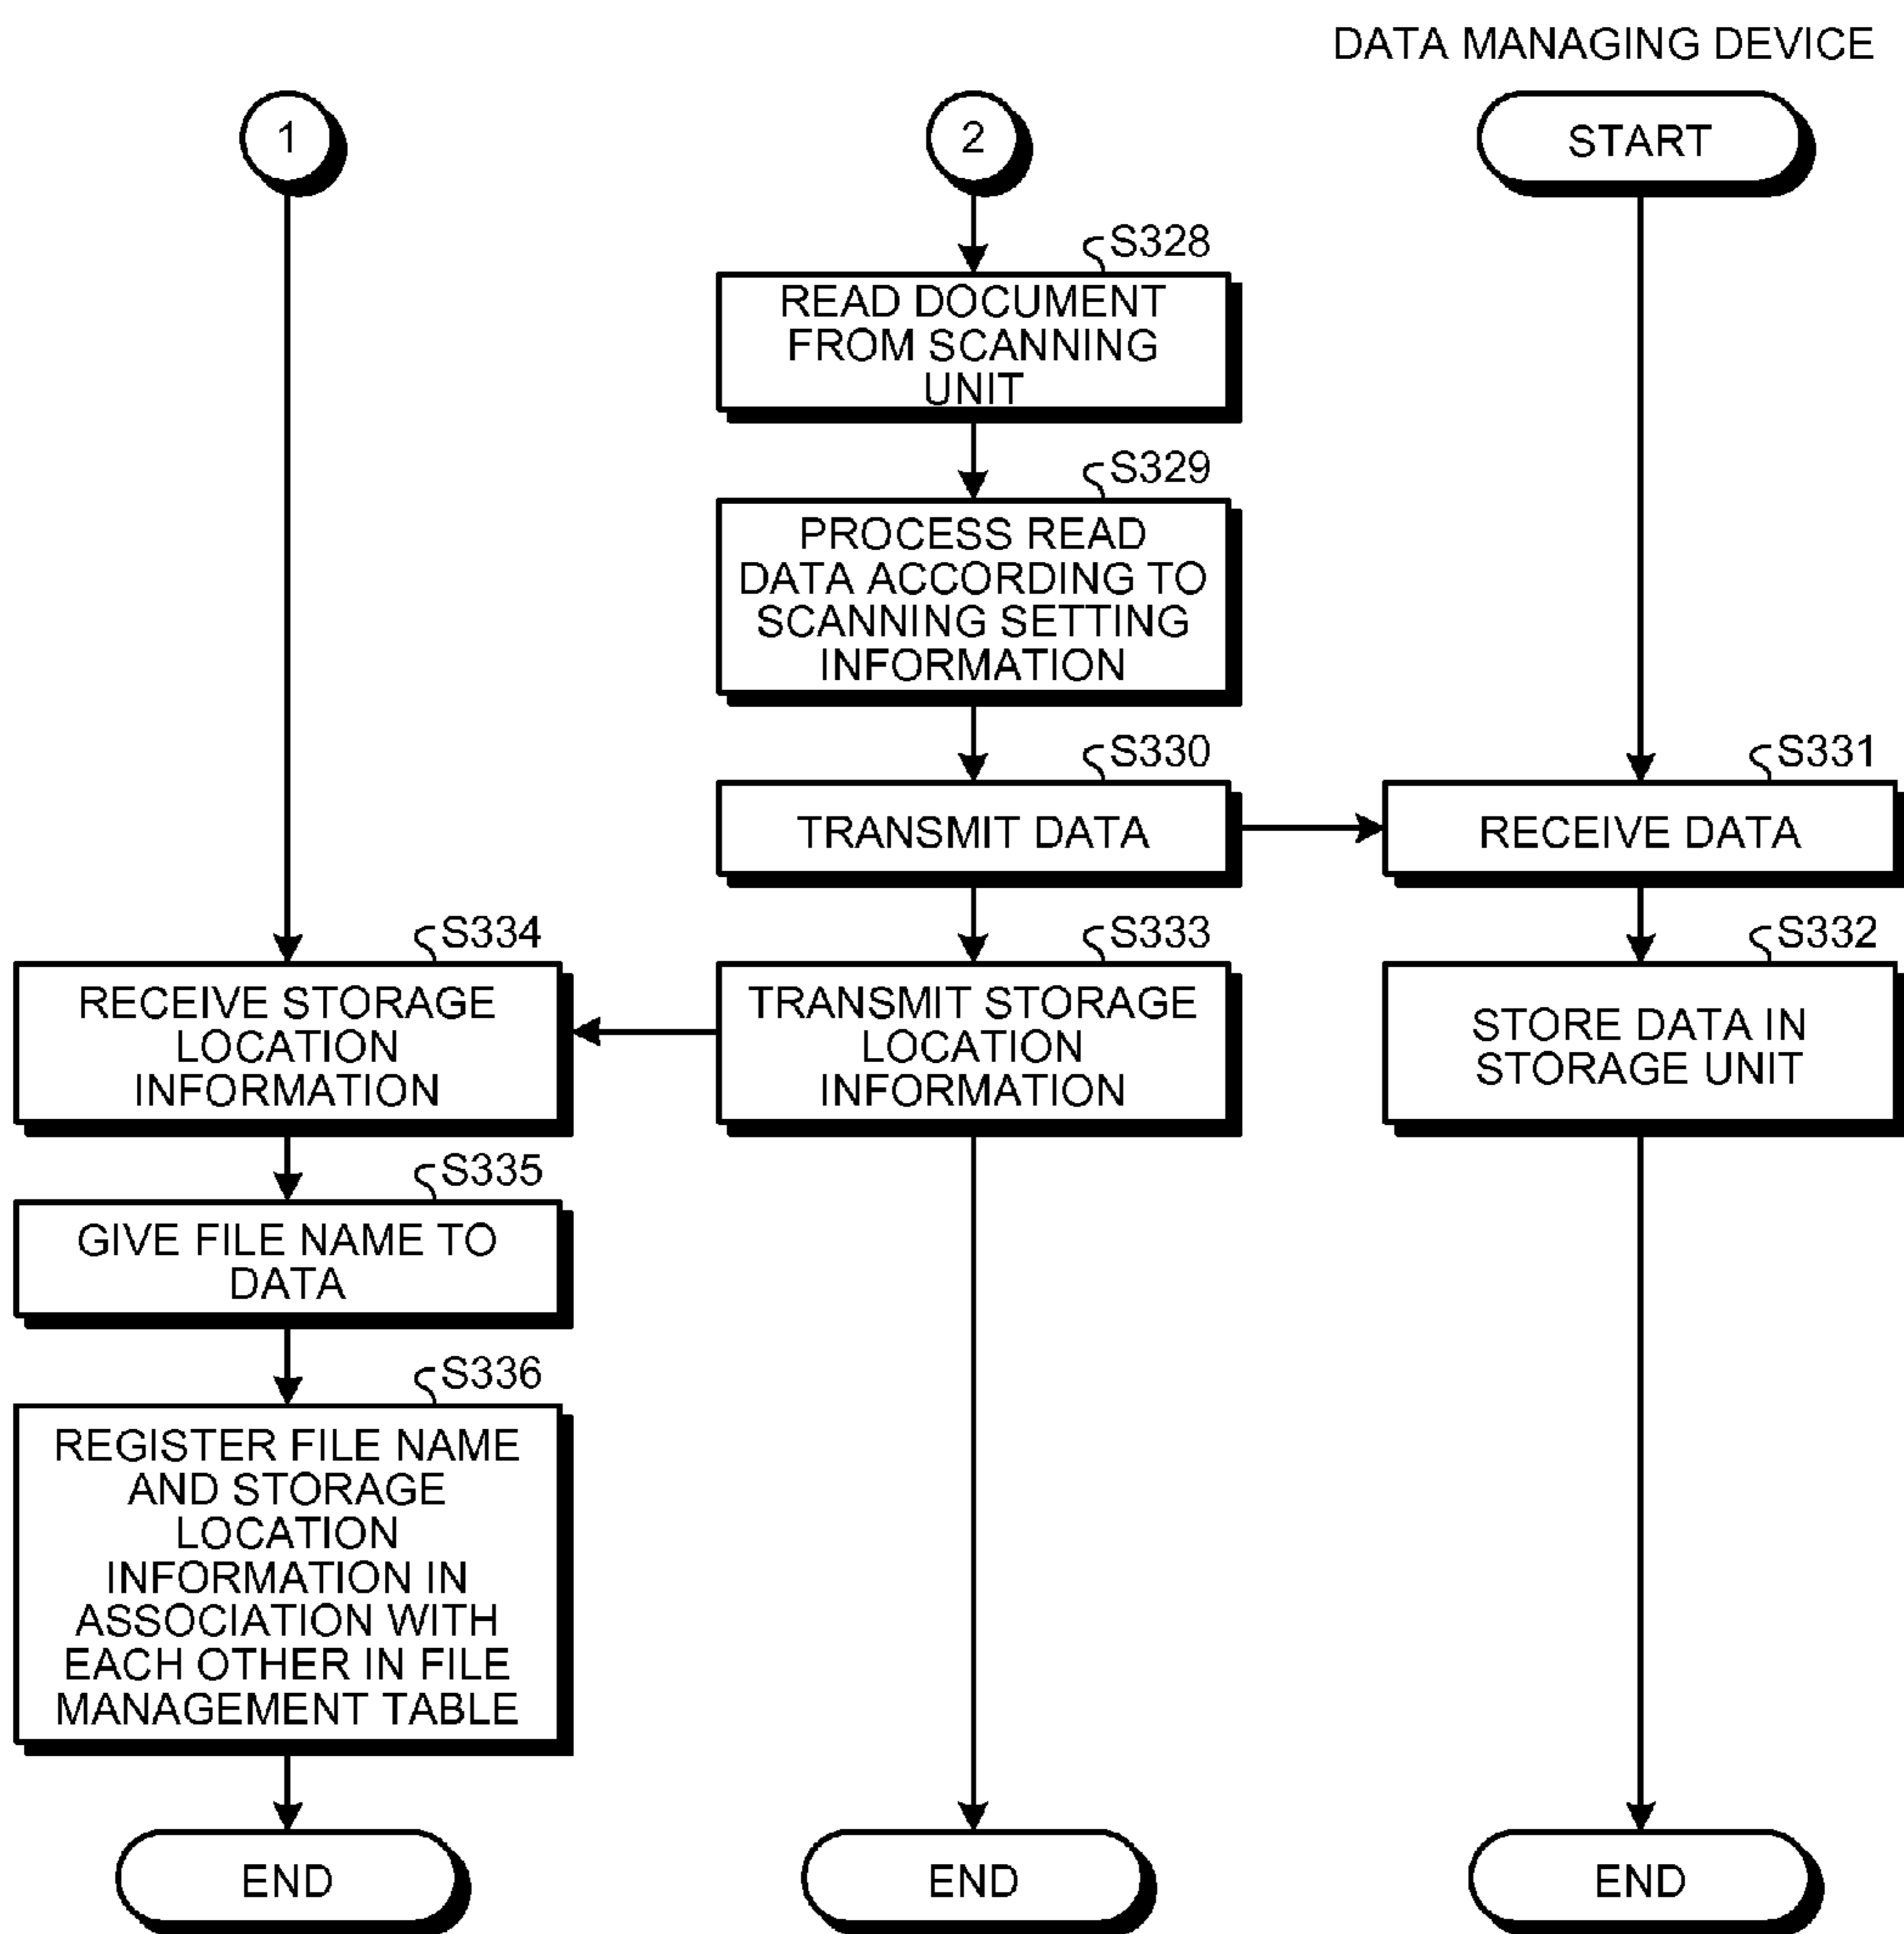 DATA MANAGING DEVICE
1
2
START
S328
READ DOCUMENT
FROM SCANNING
UNIT
S329
PROCESS READ
DATA ACCORDING TO
SCANNING SETTING
INFORMATION
S330
TRANSMIT DATA
S331
RECEIVE DATA
S334
RECEIVE STORAGE
LOCATION
INFORMATION
S333
TRANSMIT STORAGE
LOCATION
INFORMATION
S332
STORE DATA IN
STORAGE UNIT
S335
GIVE FILE NAME TO
DATA
S336
REGISTER FILE NAME
AND STORAGE
LOCATION
INFORMATION IN
ASSOCIATION WITH
EACH OTHER IN FILE
MANAGEMENT TABLE
END
END
END